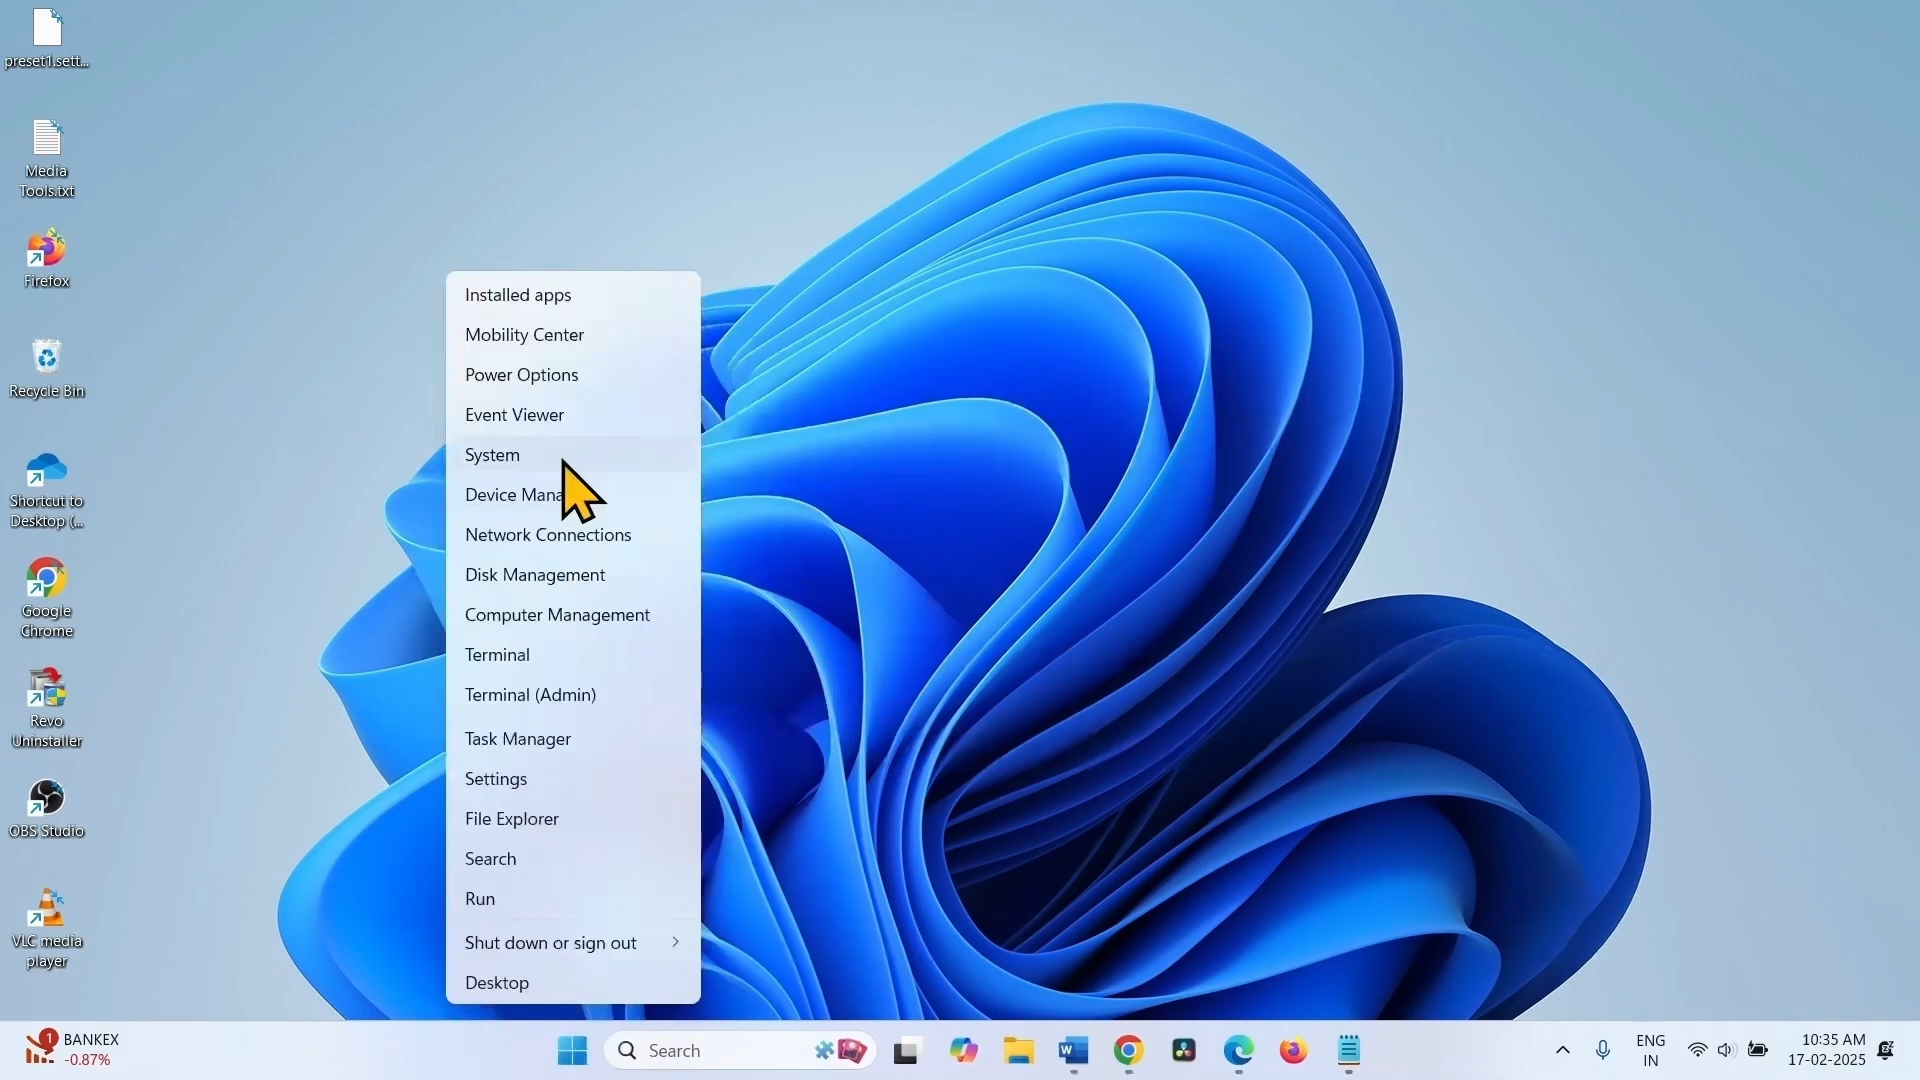 preset1.sett...
Media
Tools.txt
Firefox
Recycle Bin
Shortcut to
Desktop (...
Google
Chrome
Revo
Uninstaller
OBS Studio
VLC media
player
Installed apps
Mobility Center
Power Options
Event Viewer
System
Device Mana
Network Connections
Disk Management
Computer Management
Terminal
Terminal (Admin)
Task Manager
Settings
File Explorer
Search
Run
Shut down or sign out
Desktop
1
BANKEX
-0.87%
Search
W
ENG
IN
10:35 AM
17-02-2025